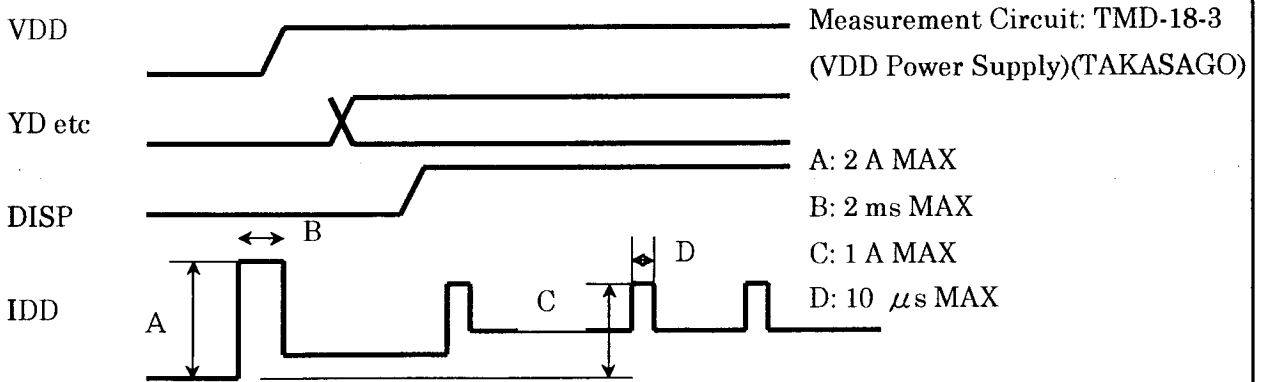 VDD
Measurement Circuit: TMD-18-3
(VDD Power Supply)(TAKASAGO)
YD etc
A: 2 A MAX
DISP
B: 2 ms MAX
B
C: 1 A MAX
D
D: 10 μs MAX
IDD
A
C